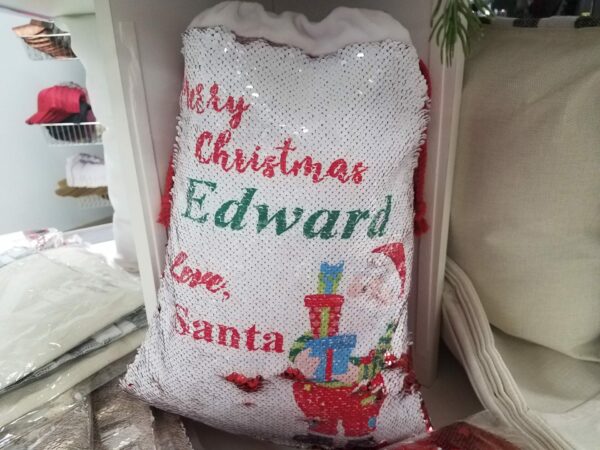 Merry
Christmas
Edward
Love,
Santa